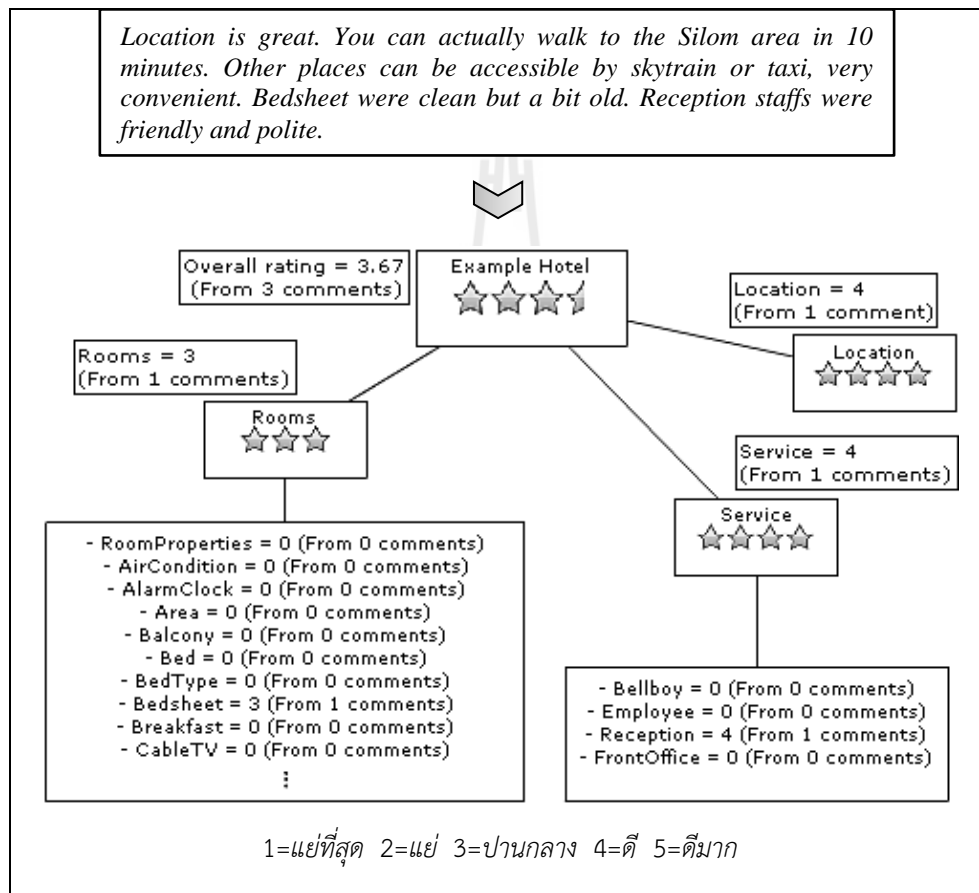 Location is great. You can actually walk to the Silom area in 10
minutes. Other places can be accessible by skytrain or taxi, very
convenient. Bedsheet were clean but a bit old. Reception staffs were
friendly and polite.
Overall rating = 3.67
(From 3 comments)
Example Hotel
Location = 4
(From 1 comment)
Location
Rooms = 3
(From 1 comments)
Rooms
Service = 4
(From 1 comments)
Service
- RoomProperties = 0 (From 0 comments)
- AirCondition = 0 (From 0 comments)
- AlarmClock = 0 (From 0 comments)
- Area = 0 (From 0 comments)
- Balcony = 0 (From 0 comments)
- Bed = 0 (From 0 comments)
- BedType = 0 (From 0 comments)
- Bedsheet = 3 (From 1 comments)
- Breakfast = 0 (From 0 comments)
- CableTV = 0 (From 0 comments)
- Bellboy = 0 (From 0 comments)
- Employee = 0 (From 0 comments)
- Reception = 4 (From 1 comments)
- FrontOffice = 0 (From 0 comments)
1=แย่ที่สุด 2=แย่ 3=ปานกลาง 4=ดี 5=ดีมาก